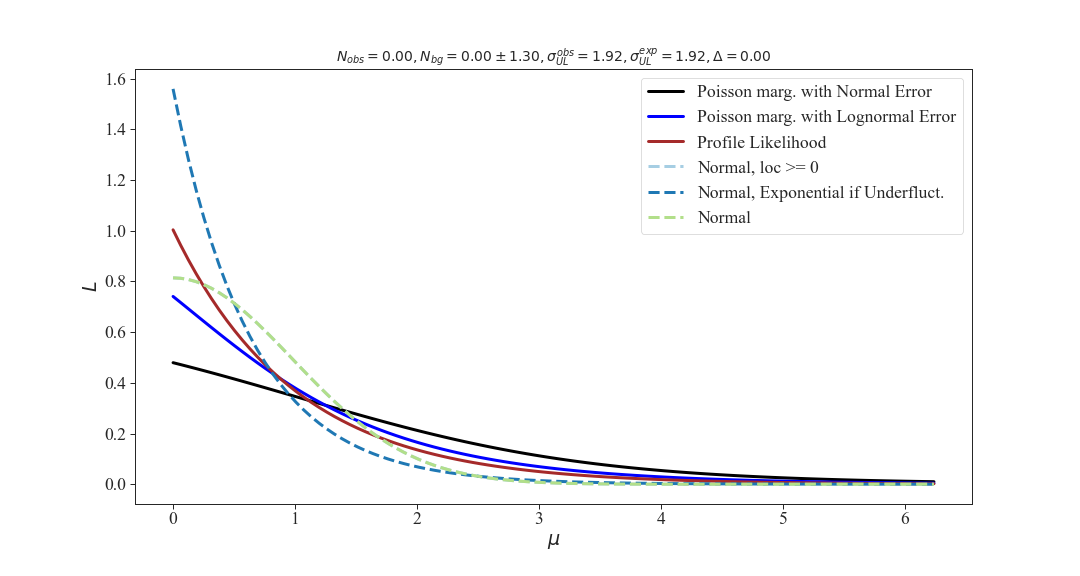 N_obs = 0.00, N_bg = 0.00 ± 1.30, σ_UL^obs = 1.92, σ_UL^exp = 1.92, Δ = 0.00
1.6
1.4
1.2
1.0
0.8
0.6
0.4
0.2
0.0
L
Poisson marg. with Normal Error
Poisson marg. with Lognormal Error
Profile Likelihood
Normal, loc >= 0
Normal, Exponential if Underfluct.
Normal
0 1 2 3 4 5 6
μ